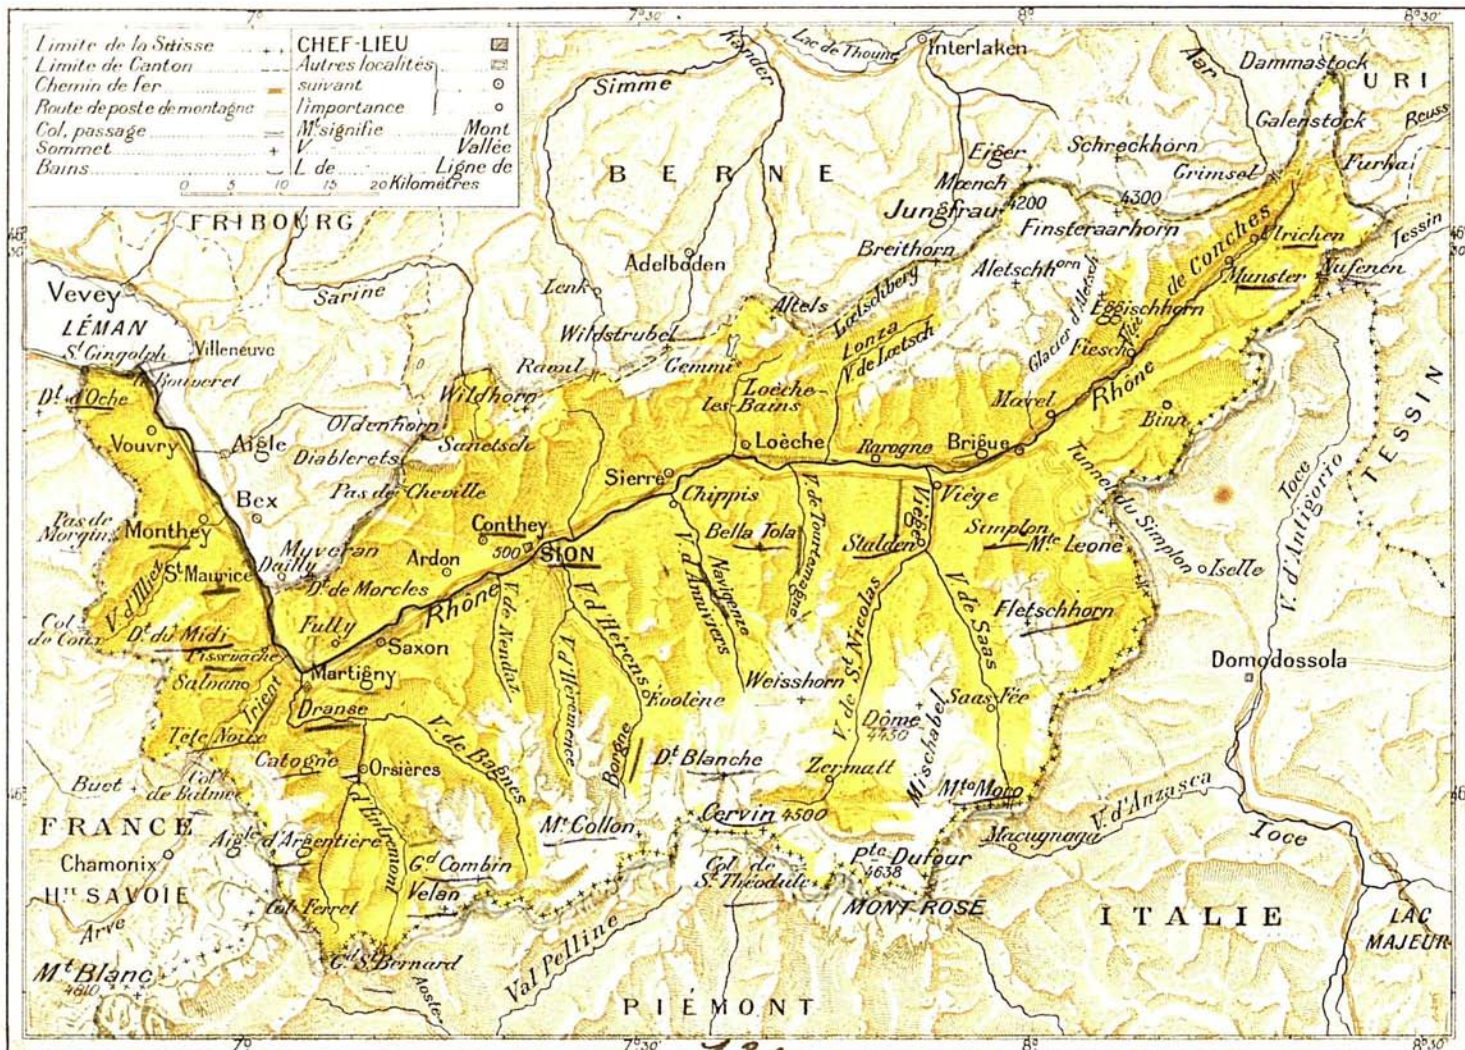 7° 7°30' 8° 8°30'
Limite de la Suisse
Limite de Canton
Chemin de fer
Route de poste de montagne
Col, passage
Sommet
Bains
CHEF-LIEU
Autres localités
suivant
l'importance
Mt. signifie Mont
V Vallée
L de Ligne de
0 5 10 15 20 Kilomètres
Kander
Lac de Thoune
Interlaken
Aar
Dammastock
URI
Simme
Galenstock
Reuss
BERNE
Eiger
Schreckhorn
Grimsel
Furka
Mœnch
4200
4300
Jungfrau
Finsteraarhorn
FRIBOURG
Breithorn
Ulrichen
Tessin
Adelboden
Aletschhorn
Munster
Nufenen
Vevey
Sarine
Lenk
Altels
Lœtschberg
Glacier d'Aletsch
Eggischhorn
V. de Conches
LÉMAN
Villeneuve
Wildstrubel
Lonza
V. de Lœtsch
Fiesch
St Gingolph
Bouveret
Rawil
Gemmi
Rhône
TESSIN
Dt d'Oche
Wildhorn
Loèche-
les-Bains
Mœrel
Binn
Oldenhorn
Sanetsch
Vouvry
Aigle
Diablerets
Loèche
Rarogne
Brigue
Pas de Cheville
Sierre
Chippis
Viège
Tunnel du Simplon
Toce
V. d'Antigorio
Bex
Pas de
Morgin
Monthey
Conthey
500
SION
Bella Tola
V. de Tourtemagne
Viège
Stalden
Simplon
Mte Leone
Muveran
Dailly
Ardon
Iselle
St Maurice
Dt de Morcles
V. d'Illiez
Rhône
V. de Nendaz
V. d'Hérens
V. d'Anniviers
Navigenze
V. de St Nicolas
V. de Saas
Fletschhorn
Col
de Coux
Dt du Midi
Fully
Saxon
V. d'Hérémence
Pissevache
Martigny
Domodossola
Salvan
Trient
Weisshorn
Evolène
Saas-Fée
Dranse
Dôme
4430
Tête Noire
V. de Bagnes
Borgne
Mischabel
Catogne
Orsières
Dt Blanche
Zermatt
Buet
Col
de Balme
Mte Moro
V. d'Anzasca
FRANCE
V. d'Entremont
Mt Collon
Cervin 4500
Macugnaga
Toce
Chamonix
Aigle d'Argentière
Gd Combin
Col de
St Théodule
Pte Dufour
4638
Hte SAVOIE
Velan
Arve
Col Ferret
MONT-ROSE
ITALIE
LAC
MAJEUR
Gd St Bernard
Val Pelline
Mt Blanc
4810
Aoste
PIÉMONT
7° 7°30' 8° 8°30'